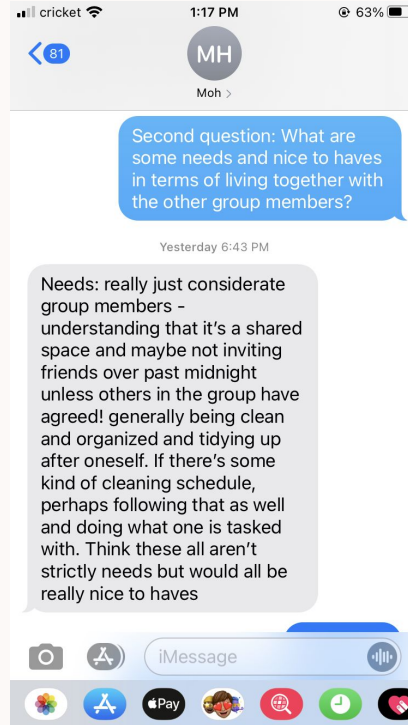 cricket 1:17 PM 63%
81
MH
Moh >
Second question: What are
some needs and nice to haves
in terms of living together with
the other group members?
Yesterday 6:43 PM
Needs: really just considerate
group members -
understanding that it's a shared
space and maybe not inviting
friends over past midnight
unless others in the group have
agreed! generally being clean
and organized and tidying up
after oneself. If there's some
kind of cleaning schedule,
perhaps following that as well
and doing what one is tasked
with. Think these all aren't
strictly needs but would all be
really nice to haves
iMessage
Pay